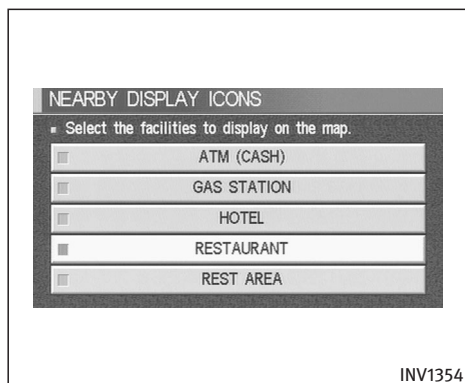 NEARBY DISPLAY ICONS
▪ Select the facilities to display on the map.
ATM (CASH)
GAS STATION
HOTEL
RESTAURANT
REST AREA
INV1354